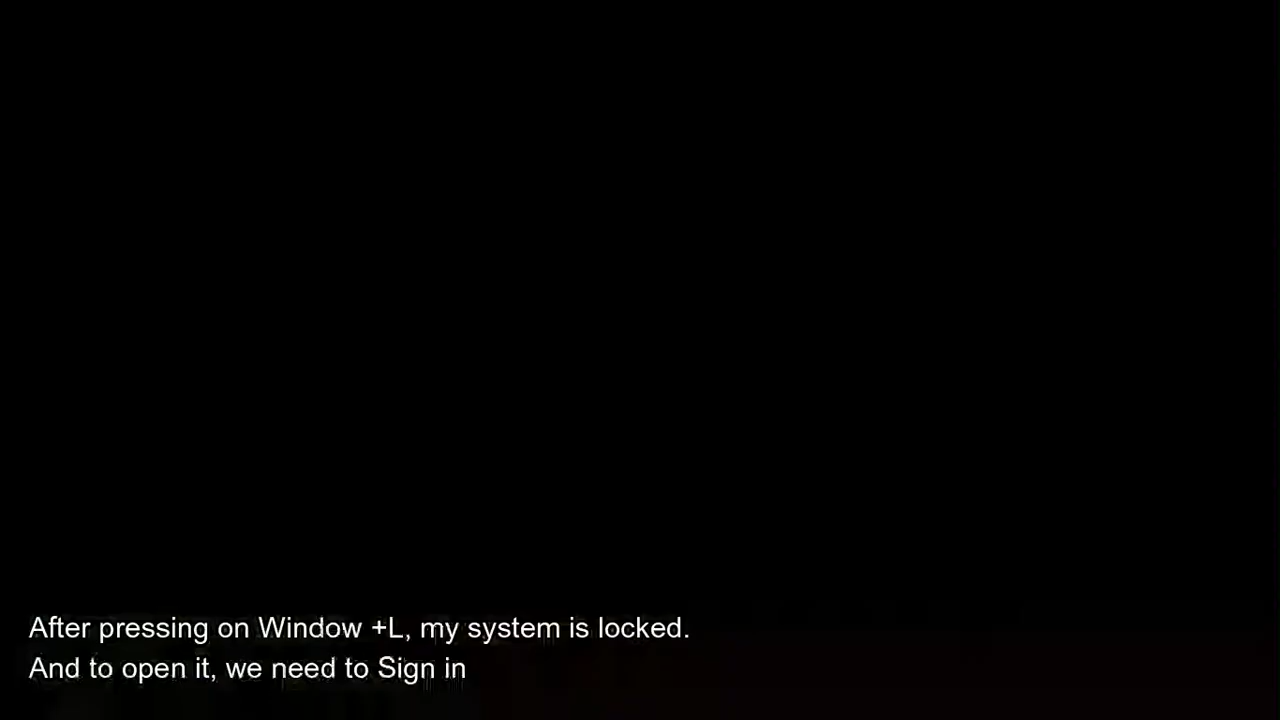 After pressing on Window +L, my system is locked.
And to open it, we need to Sign in